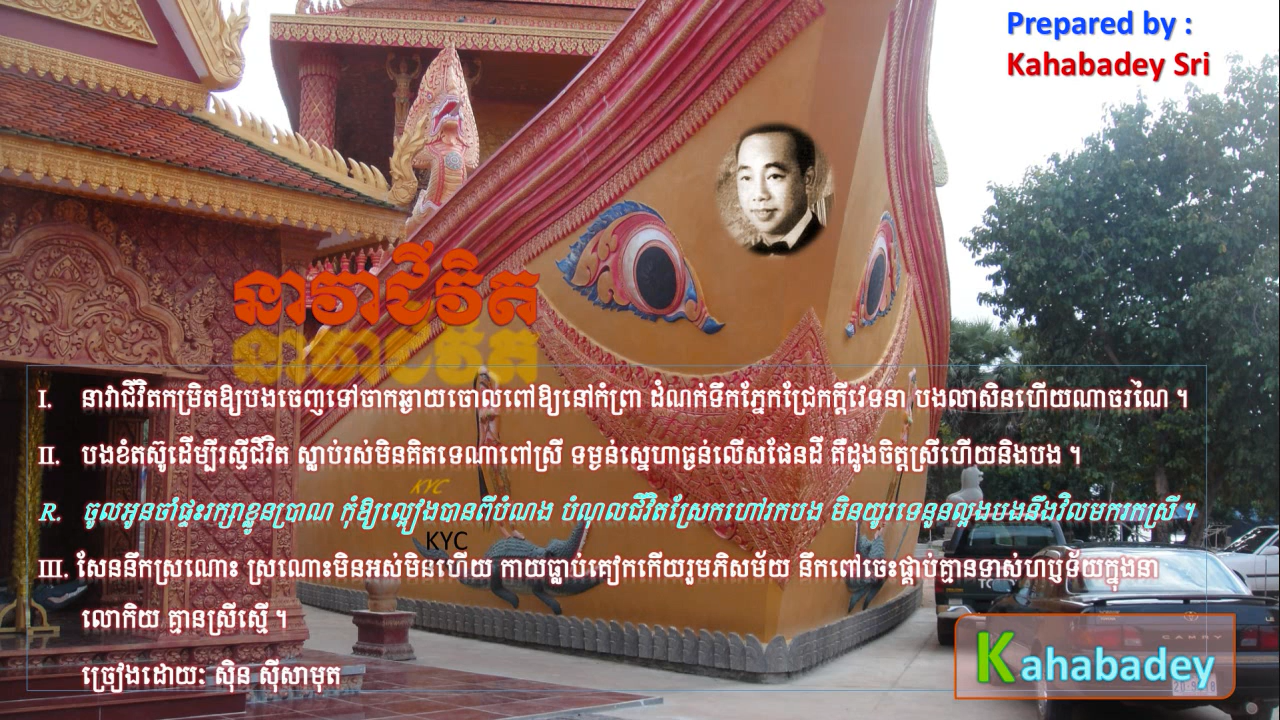 Prepared by :
Kahabadey Sri
នាវាជីវិត
I. នាវាជីវិតកម្រិតឱ្យបងចេញទៅចាកឆ្ងាយចោលពៅឱ្យនៅកំព្រា ដំណក់ទឹកភ្នែកជ្រែកក្ដីវេទនា បងលាសិនហើយណាចរណៃ ។
II. បងខំតស៊ូដើម្បីរស្មីជីវិត ស្លាប់រស់មិនគិតទេណាពៅស្រី ទម្ងន់ស្នេហាធ្ងន់លើសផែនដី គឺដូងចិត្តស្រីហើយនិងបង ។
KYC
R. ចូលអូនចាំផ្ទះរក្សាខ្លួនប្រាណ កុំឱ្យល្អៀងបានពីបំណង បំណុលជីវិតស្រែកហៅរកបង មិនយូរទេនួនល្អងបងនឹងវិលមករកស្រី ។
KYC
III. សែននឹកស្រណោះ ស្រណោះមិនអស់មិនហើយ កាយធ្លាប់តៀកកើយរួមភិសម័យ នឹកពៅចេះផ្គាប់គ្មានទាស់ហឫទ័យក្នុងនា
លោកិយ គ្មានស្រីស្មើ ។
ច្រៀងដោយៈ ស៊ិន ស៊ីសាមុត
CAMRY
Kahabadey